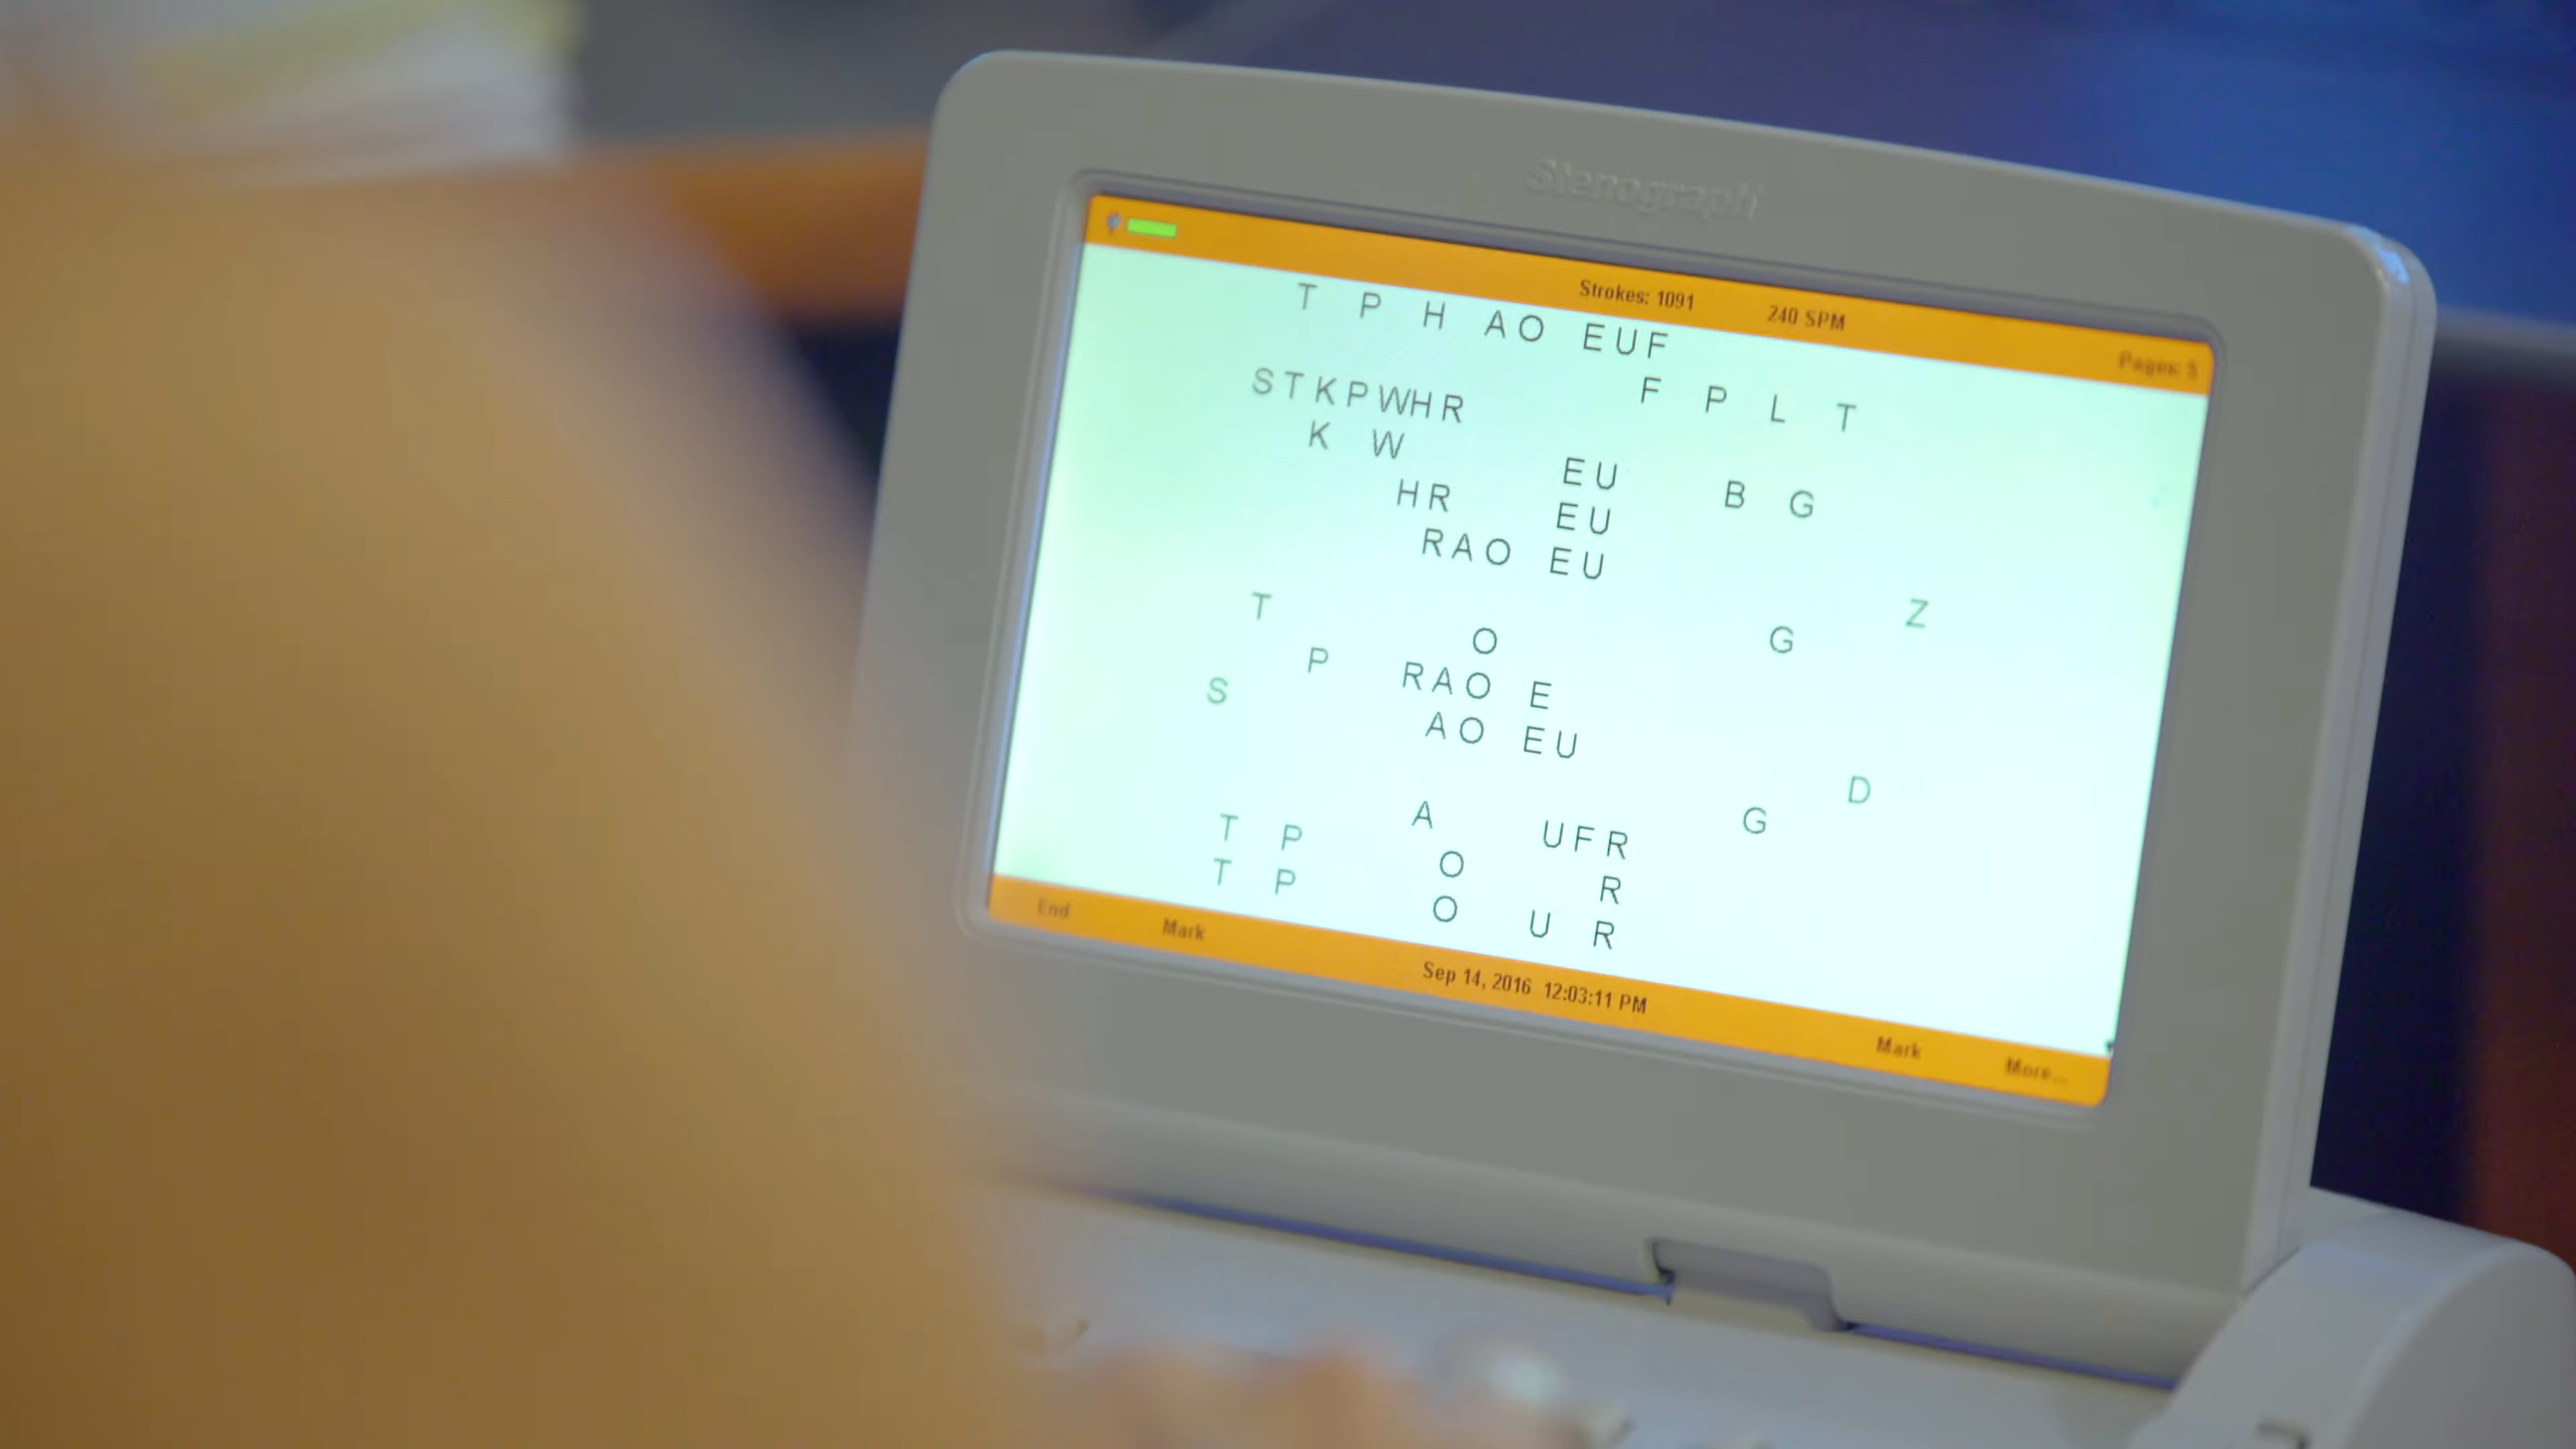 Stenograph
Strokes: 1091 240 SPM Pages: 5
T P H AO EUF
F P L T
STKPWHR
K W EU B G
HR EU
RAO EU Z
G
T O
P RAO E
S AO EU D
G
A UFR
T P O R
T P O U R
End Mark Sep 14, 2016 12:03:11 PM Mark More...